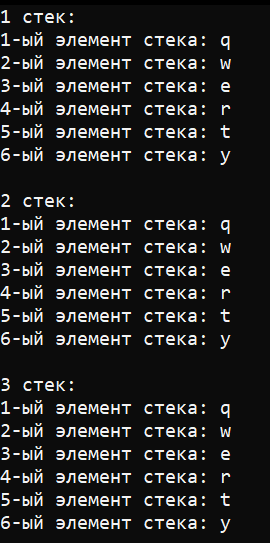 1 стек:
1-ый элемент стека: q
2-ый элемент стека: w
3-ый элемент стека: e
4-ый элемент стека: r
5-ый элемент стека: t
6-ый элемент стека: y
2 стек:
1-ый элемент стека: q
2-ый элемент стека: w
3-ый элемент стека: e
4-ый элемент стека: r
5-ый элемент стека: t
6-ый элемент стека: y
3 стек:
1-ый элемент стека: q
2-ый элемент стека: w
3-ый элемент стека: e
4-ый элемент стека: r
5-ый элемент стека: t
6-ый элемент стека: y